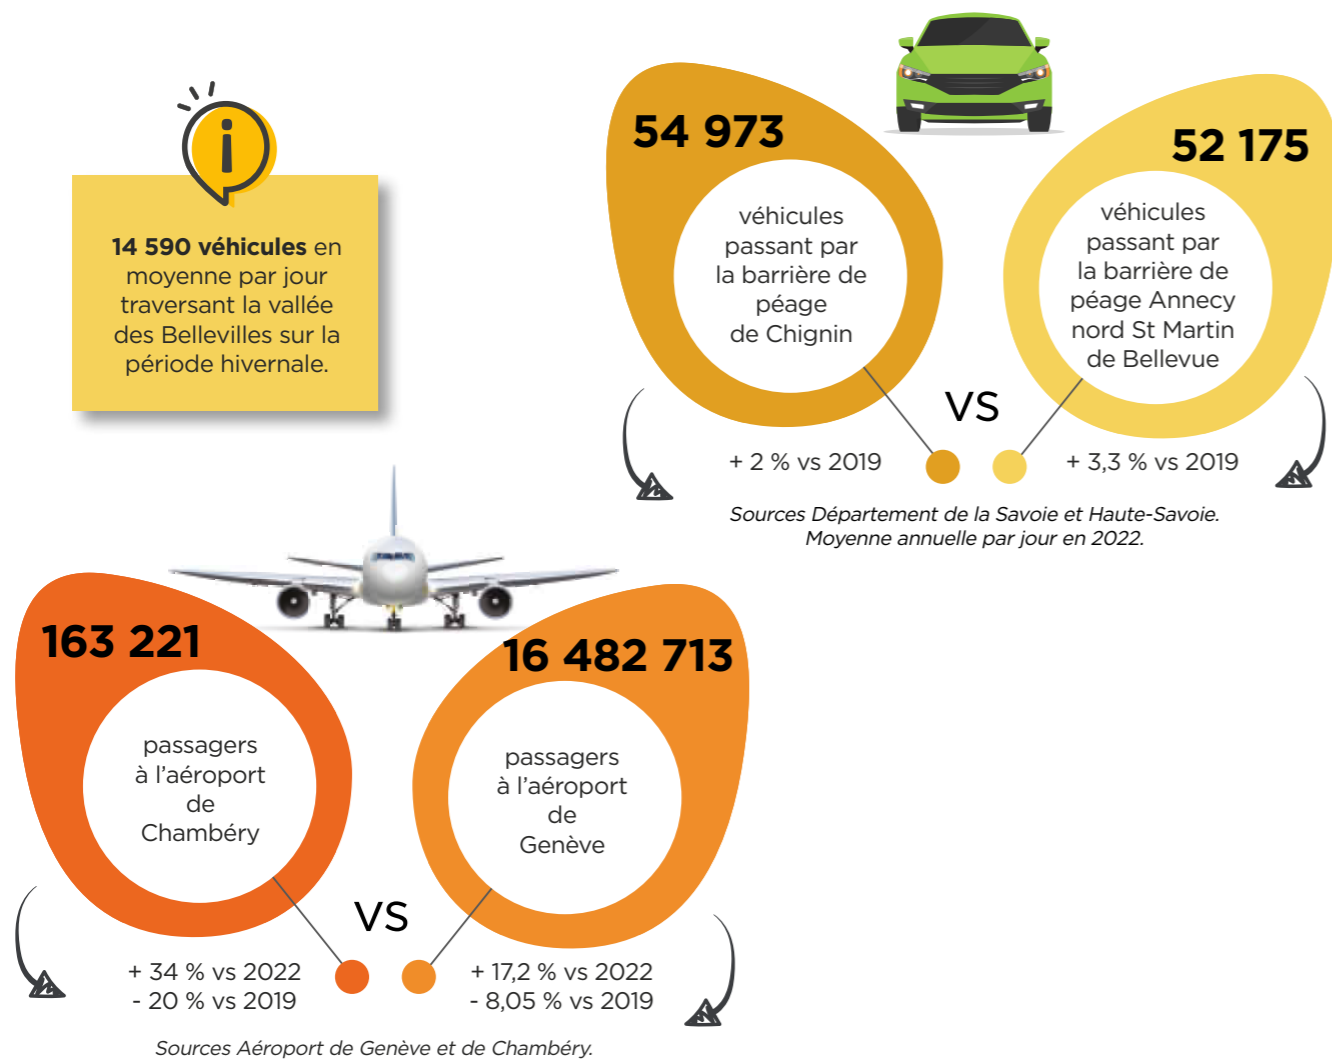 14 590 véhicules en
moyenne par jour
traversant la vallée
des Bellevilles sur la
période hivernale.
54 973
véhicules
passant par
la barrière de
péage
de Chignin
+ 2 % vs 2019
VS
52 175
véhicules
passant par
la barrière de
péage Annecy
nord St Martin
de Bellevue
+ 3,3 % vs 2019
Sources Département de la Savoie et Haute-Savoie.
Moyenne annuelle par jour en 2022.
163 221
passagers
à l'aéroport
de
Chambéry
+ 34 % vs 2022
- 20 % vs 2019
VS
16 482 713
passagers
à l'aéroport
de
Genève
+ 17,2 % vs 2022
- 8,05 % vs 2019
Sources Aéroport de Genève et de Chambéry.